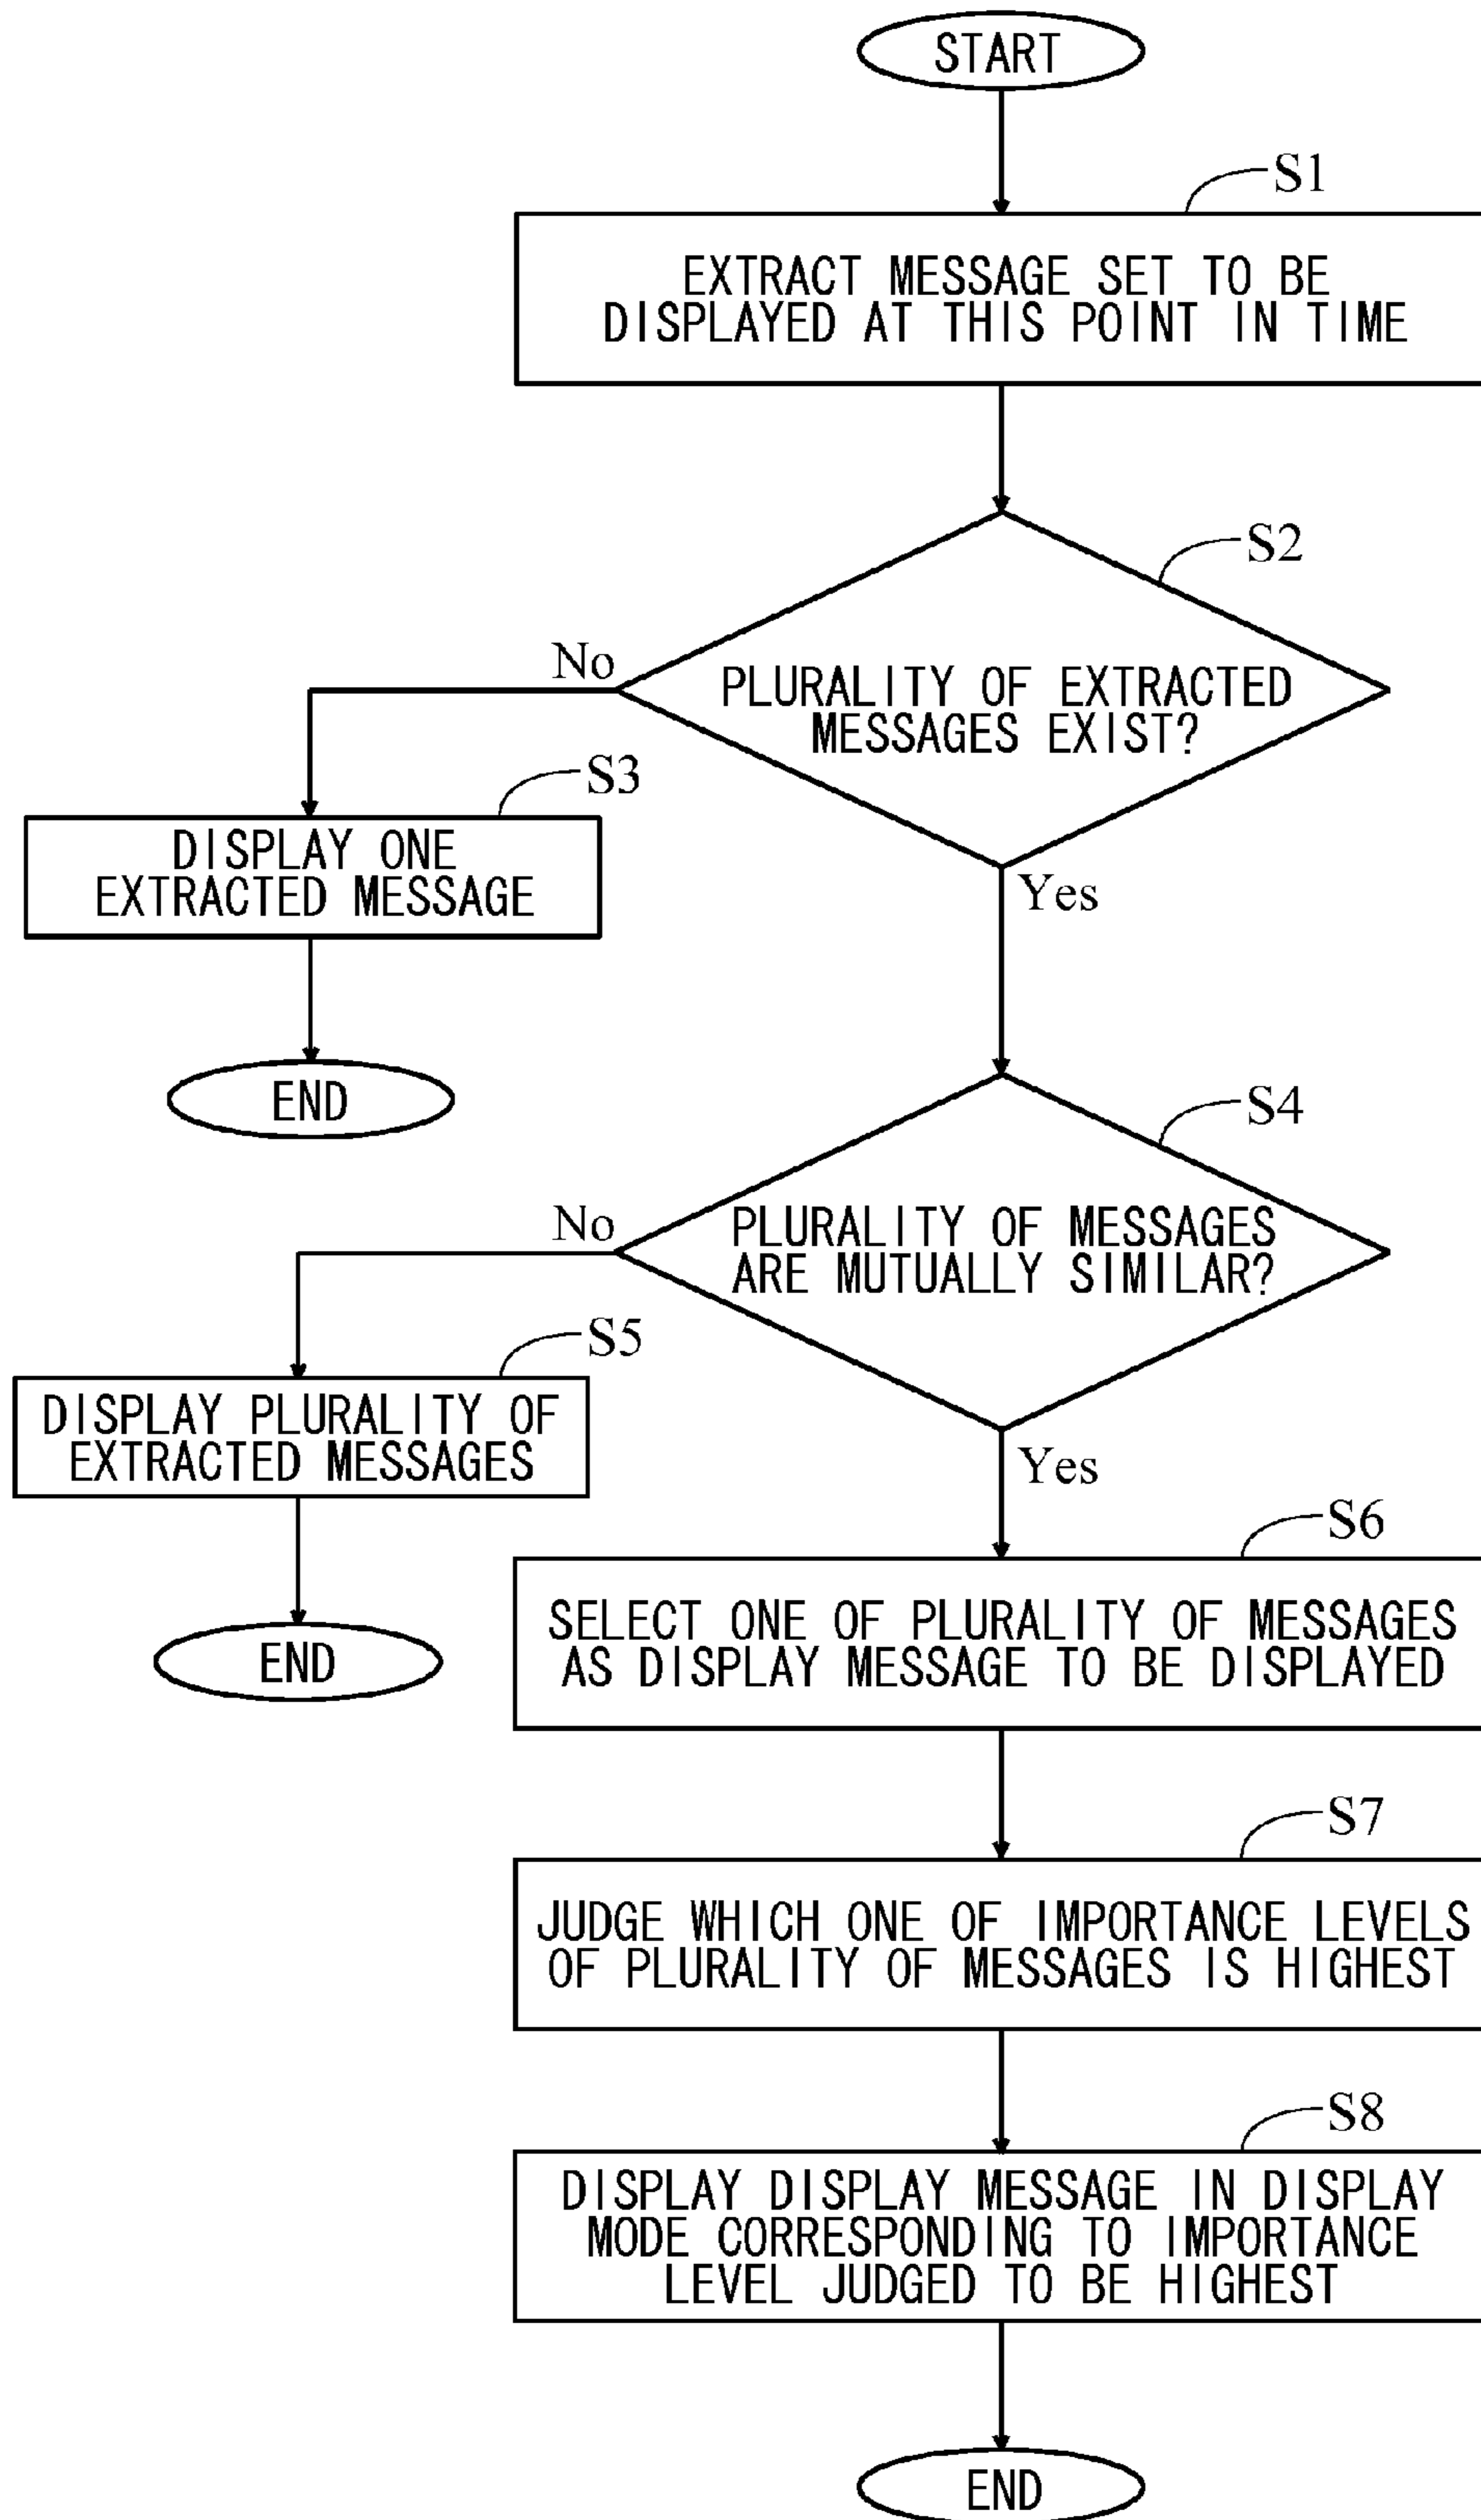 START
S1
EXTRACT MESSAGE SET TO BE
DISPLAYED AT THIS POINT IN TIME
S2
PLURALITY OF EXTRACTED
MESSAGES EXIST?
No
Yes
S3
DISPLAY ONE
EXTRACTED MESSAGE
END
S4
PLURALITY OF MESSAGES
ARE MUTUALLY SIMILAR?
No
Yes
S5
DISPLAY PLURALITY OF
EXTRACTED MESSAGES
END
S6
SELECT ONE OF PLURALITY OF MESSAGES
AS DISPLAY MESSAGE TO BE DISPLAYED
S7
JUDGE WHICH ONE OF IMPORTANCE LEVELS
OF PLURALITY OF MESSAGES IS HIGHEST
S8
DISPLAY DISPLAY MESSAGE IN DISPLAY
MODE CORRESPONDING TO IMPORTANCE
LEVEL JUDGED TO BE HIGHEST
END